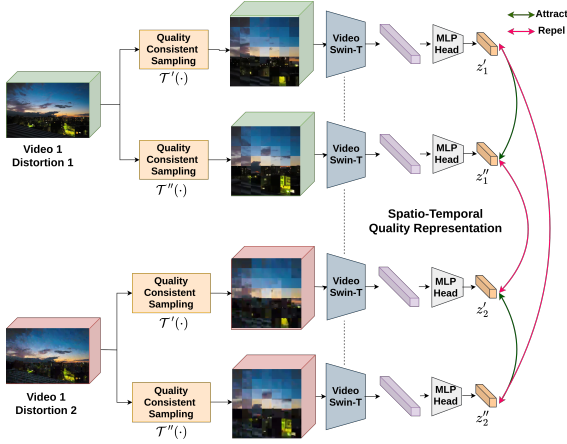 Attract
Repel
Quality
Consistent
Sampling
𝒯′(·)
Video
Swin-T
MLP
Head
z′₁
Video 1
Distortion 1
Quality
Consistent
Sampling
𝒯″(·)
Video
Swin-T
MLP
Head
z″₁
Spatio-Temporal
Quality Representation
Quality
Consistent
Sampling
𝒯′(·)
Video
Swin-T
MLP
Head
z′₂
Video 1
Distortion 2
Quality
Consistent
Sampling
𝒯″(·)
Video
Swin-T
MLP
Head
z″₂